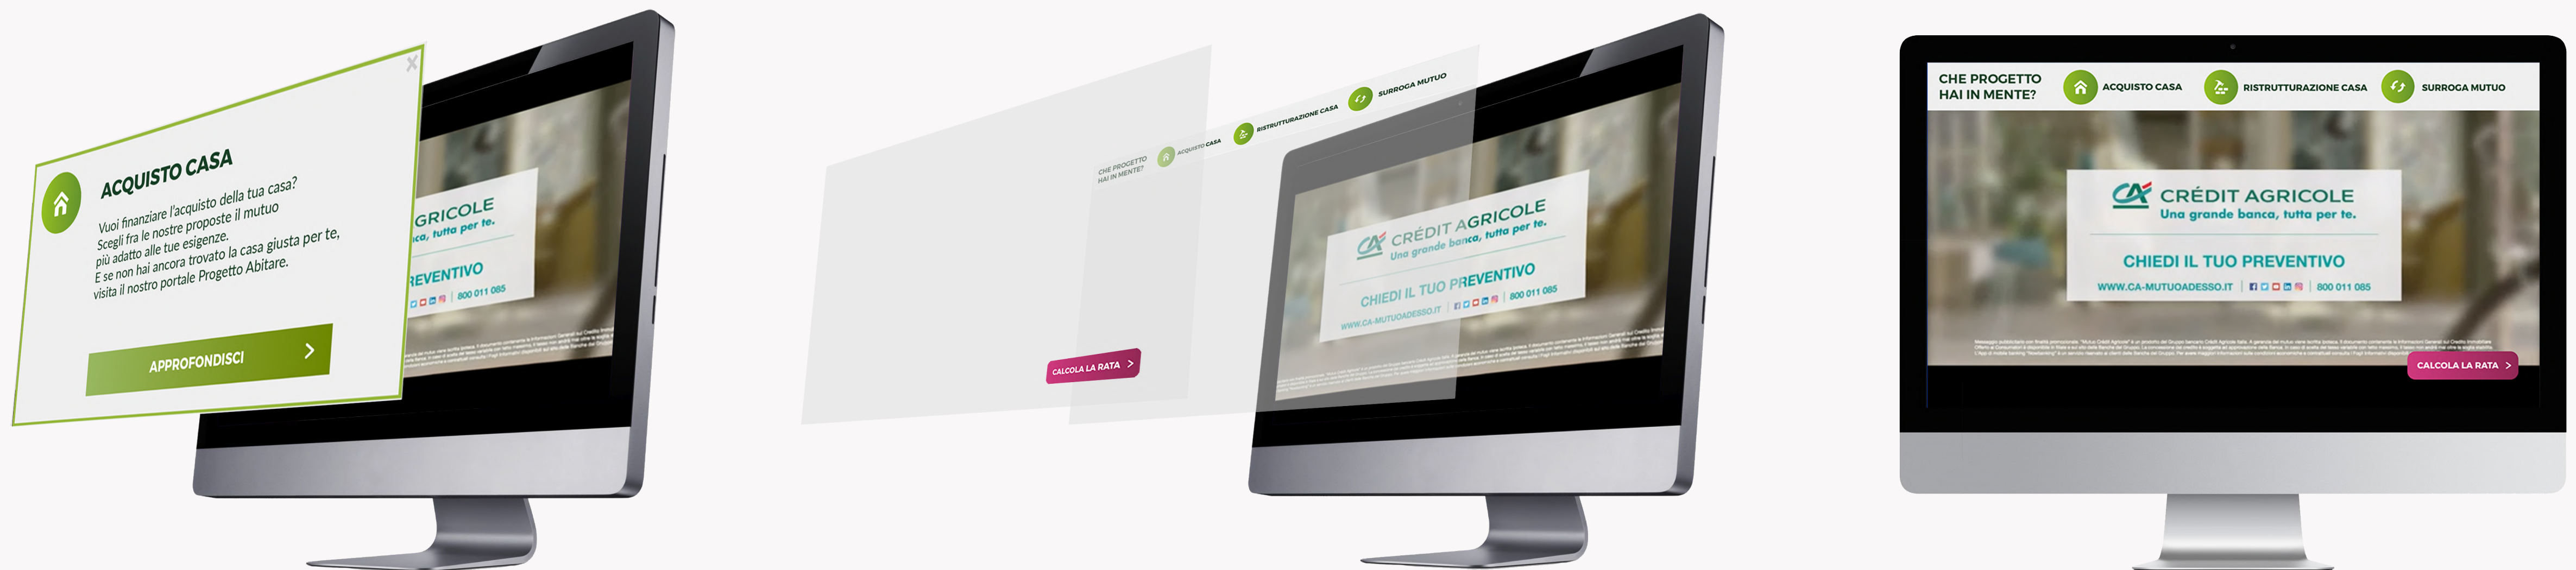 ACQUISTO CASA
Vuoi finanziare l'acquisto della tua casa?
Scegli fra le nostre proposte il mutuo
più adatto alle tue esigenze.
E se non hai ancora trovato la casa giusta per te,
visita il nostro portale Progetto Abitare.
APPROFONDISCI
GRICOLE
ca, tutta per te.
REVENTIVO
800 011 085
CHE PROGETTO
HAI IN MENTE?
ACQUISTO CASA
RISTRUTTURAZIONE CASA
SURROGA MUTUO
CRÉDIT AGRICOLE
Una grande banca, tutta per te.
CHIEDI IL TUO PREVENTIVO
WWW.CA-MUTUOADESSO.IT | 800 011 085
CALCOLA LA RATA
CHE PROGETTO
HAI IN MENTE?
ACQUISTO CASA
RISTRUTTURAZIONE CASA
SURROGA MUTUO
CRÉDIT AGRICOLE
Una grande banca, tutta per te.
CHIEDI IL TUO PREVENTIVO
WWW.CA-MUTUOADESSO.IT | 800 011 085
CALCOLA LA RATA